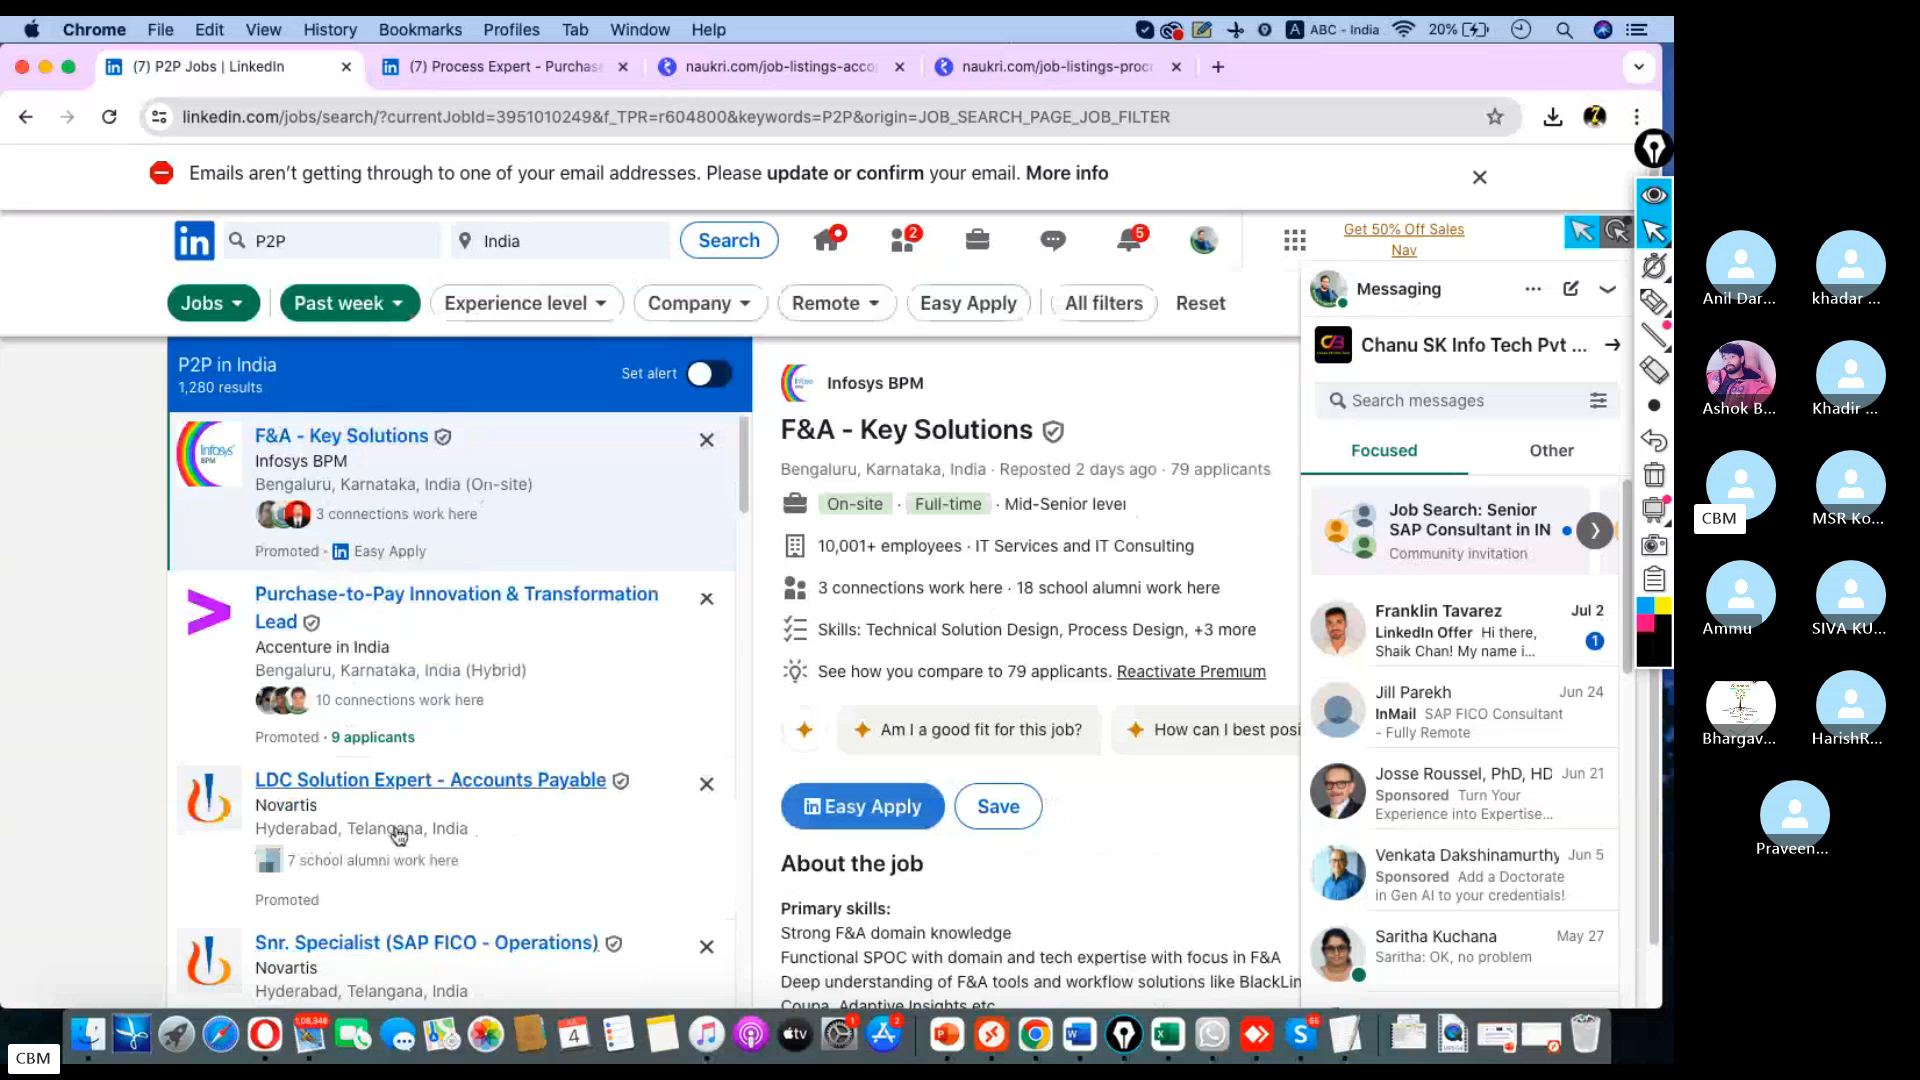 Chrome File Edit View History Bookmarks Profiles Tab Window Help
A ABC - India 20%
(7) P2P Jobs | LinkedIn
(7) Process Expert - Purchas
naukri.com/job-listings-acco
naukri.com/job-listings-proc
linkedin.com/jobs/search/?currentJobId=3951010249&f_TPR=r604800&keywords=P2P&origin=JOB_SEARCH_PAGE_JOB_FILTER
Emails aren't getting through to one of your email addresses. Please update or confirm your email. More info
in P2P India Search
2
5
Get 50% Off Sales
Nav
Jobs Past week Experience level Company Remote Easy Apply All filters Reset
P2P in India
1,280 results
Set alert
F&A - Key Solutions
Infosys BPM
Bengaluru, Karnataka, India (On-site)
3 connections work here
Promoted · in Easy Apply
Purchase-to-Pay Innovation & Transformation
Lead
Accenture in India
Bengaluru, Karnataka, India (Hybrid)
10 connections work here
Promoted · 9 applicants
LDC Solution Expert - Accounts Payable
Novartis
Hyderabad, Telangana, India
7 school alumni work here
Promoted
Snr. Specialist (SAP FICO - Operations)
Novartis
Hyderabad, Telangana, India
Infosys BPM
F&A - Key Solutions
Bengaluru, Karnataka, India · Reposted 2 days ago · 79 applicants
On-site · Full-time · Mid-Senior level
10,001+ employees · IT Services and IT Consulting
3 connections work here · 18 school alumni work here
Skills: Technical Solution Design, Process Design, +3 more
See how you compare to 79 applicants. Reactivate Premium
Am I a good fit for this job?
How can I best posi
in Easy Apply
Save
About the job
Primary skills:
Strong F&A domain knowledge
Functional SPOC with domain and tech expertise with focus in F&A
Deep understanding of F&A tools and workflow solutions like BlackLin
Coupa, Adaptive Insights etc
Messaging
Chanu SK Info Tech Pvt ...
Search messages
Focused
Other
Job Search: Senior
SAP Consultant in IN
Community invitation
Franklin Tavarez Jul 2
LinkedIn Offer Hi there,
Shaik Chan! My name i...
1
Jill Parekh Jun 24
InMail SAP FICO Consultant
- Fully Remote
Josse Roussel, PhD, HD Jun 21
Sponsored Turn Your
Experience into Expertise...
Venkata Dakshinamurthy Jun 5
Sponsored Add a Doctorate
in Gen AI to your credentials!
Saritha Kuchana May 27
Saritha: OK, no problem
Anil Dar...
khadar ...
Ashok B...
Khadir ...
CBM
MSR Ko...
Ammu
SIVA KU...
Bhargav...
HarishR...
Praveen...
CBM